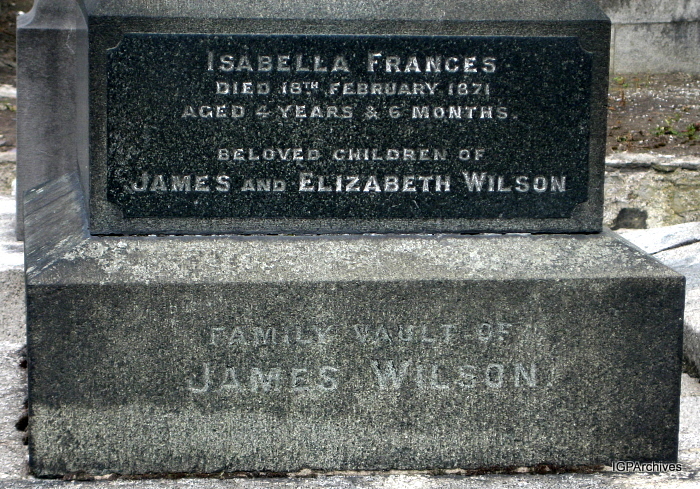 ISABELLA FRANCES
DIED 18TH FEBRUARY 1871
AGED 4 YEARS & 6 MONTHS.
BELOVED CHILDREN OF
JAMES AND ELIZABETH WILSON
FAMILY VAULT OF
JAMES WILSON
IGPArchives